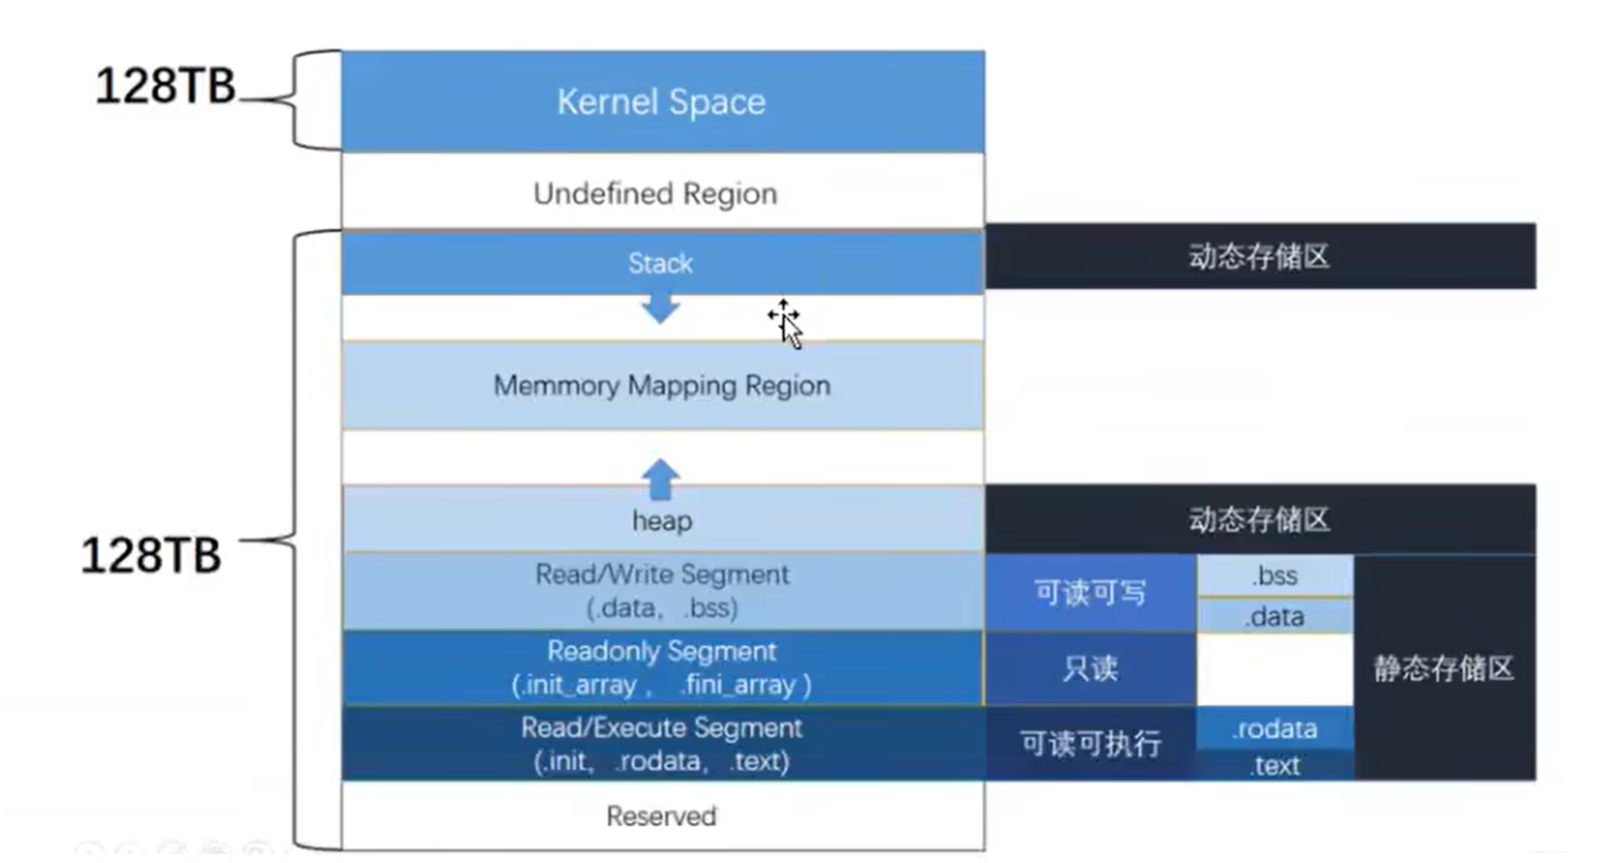 128TB
Kernel Space
Undefined Region
Stack
动态存储区
Memmory Mapping Region
128TB
heap
动态存储区
Read/Write Segment
(.data, .bss)
可读可写
.bss
.data
Readonly Segment
(.init_array , .fini_array )
只读
静态存储区
Read/Execute Segment
(.init, .rodata, .text)
可读可执行
.rodata
.text
Reserved